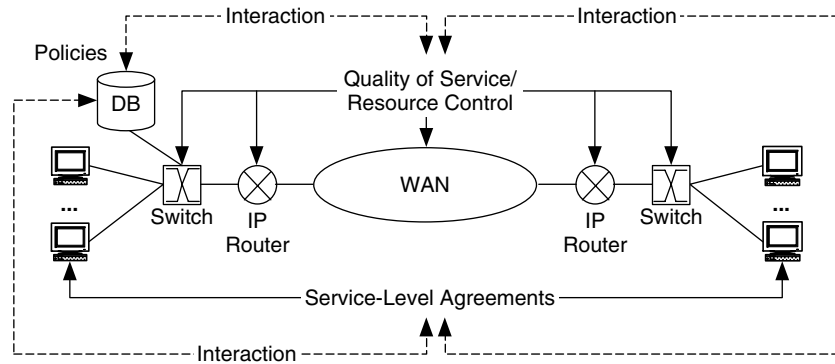 Interaction
Interaction
Policies
DB
Quality of Service/
Resource Control
WAN
...
...
Switch
IP
Router
IP
Router
Switch
Service-Level Agreements
Interaction